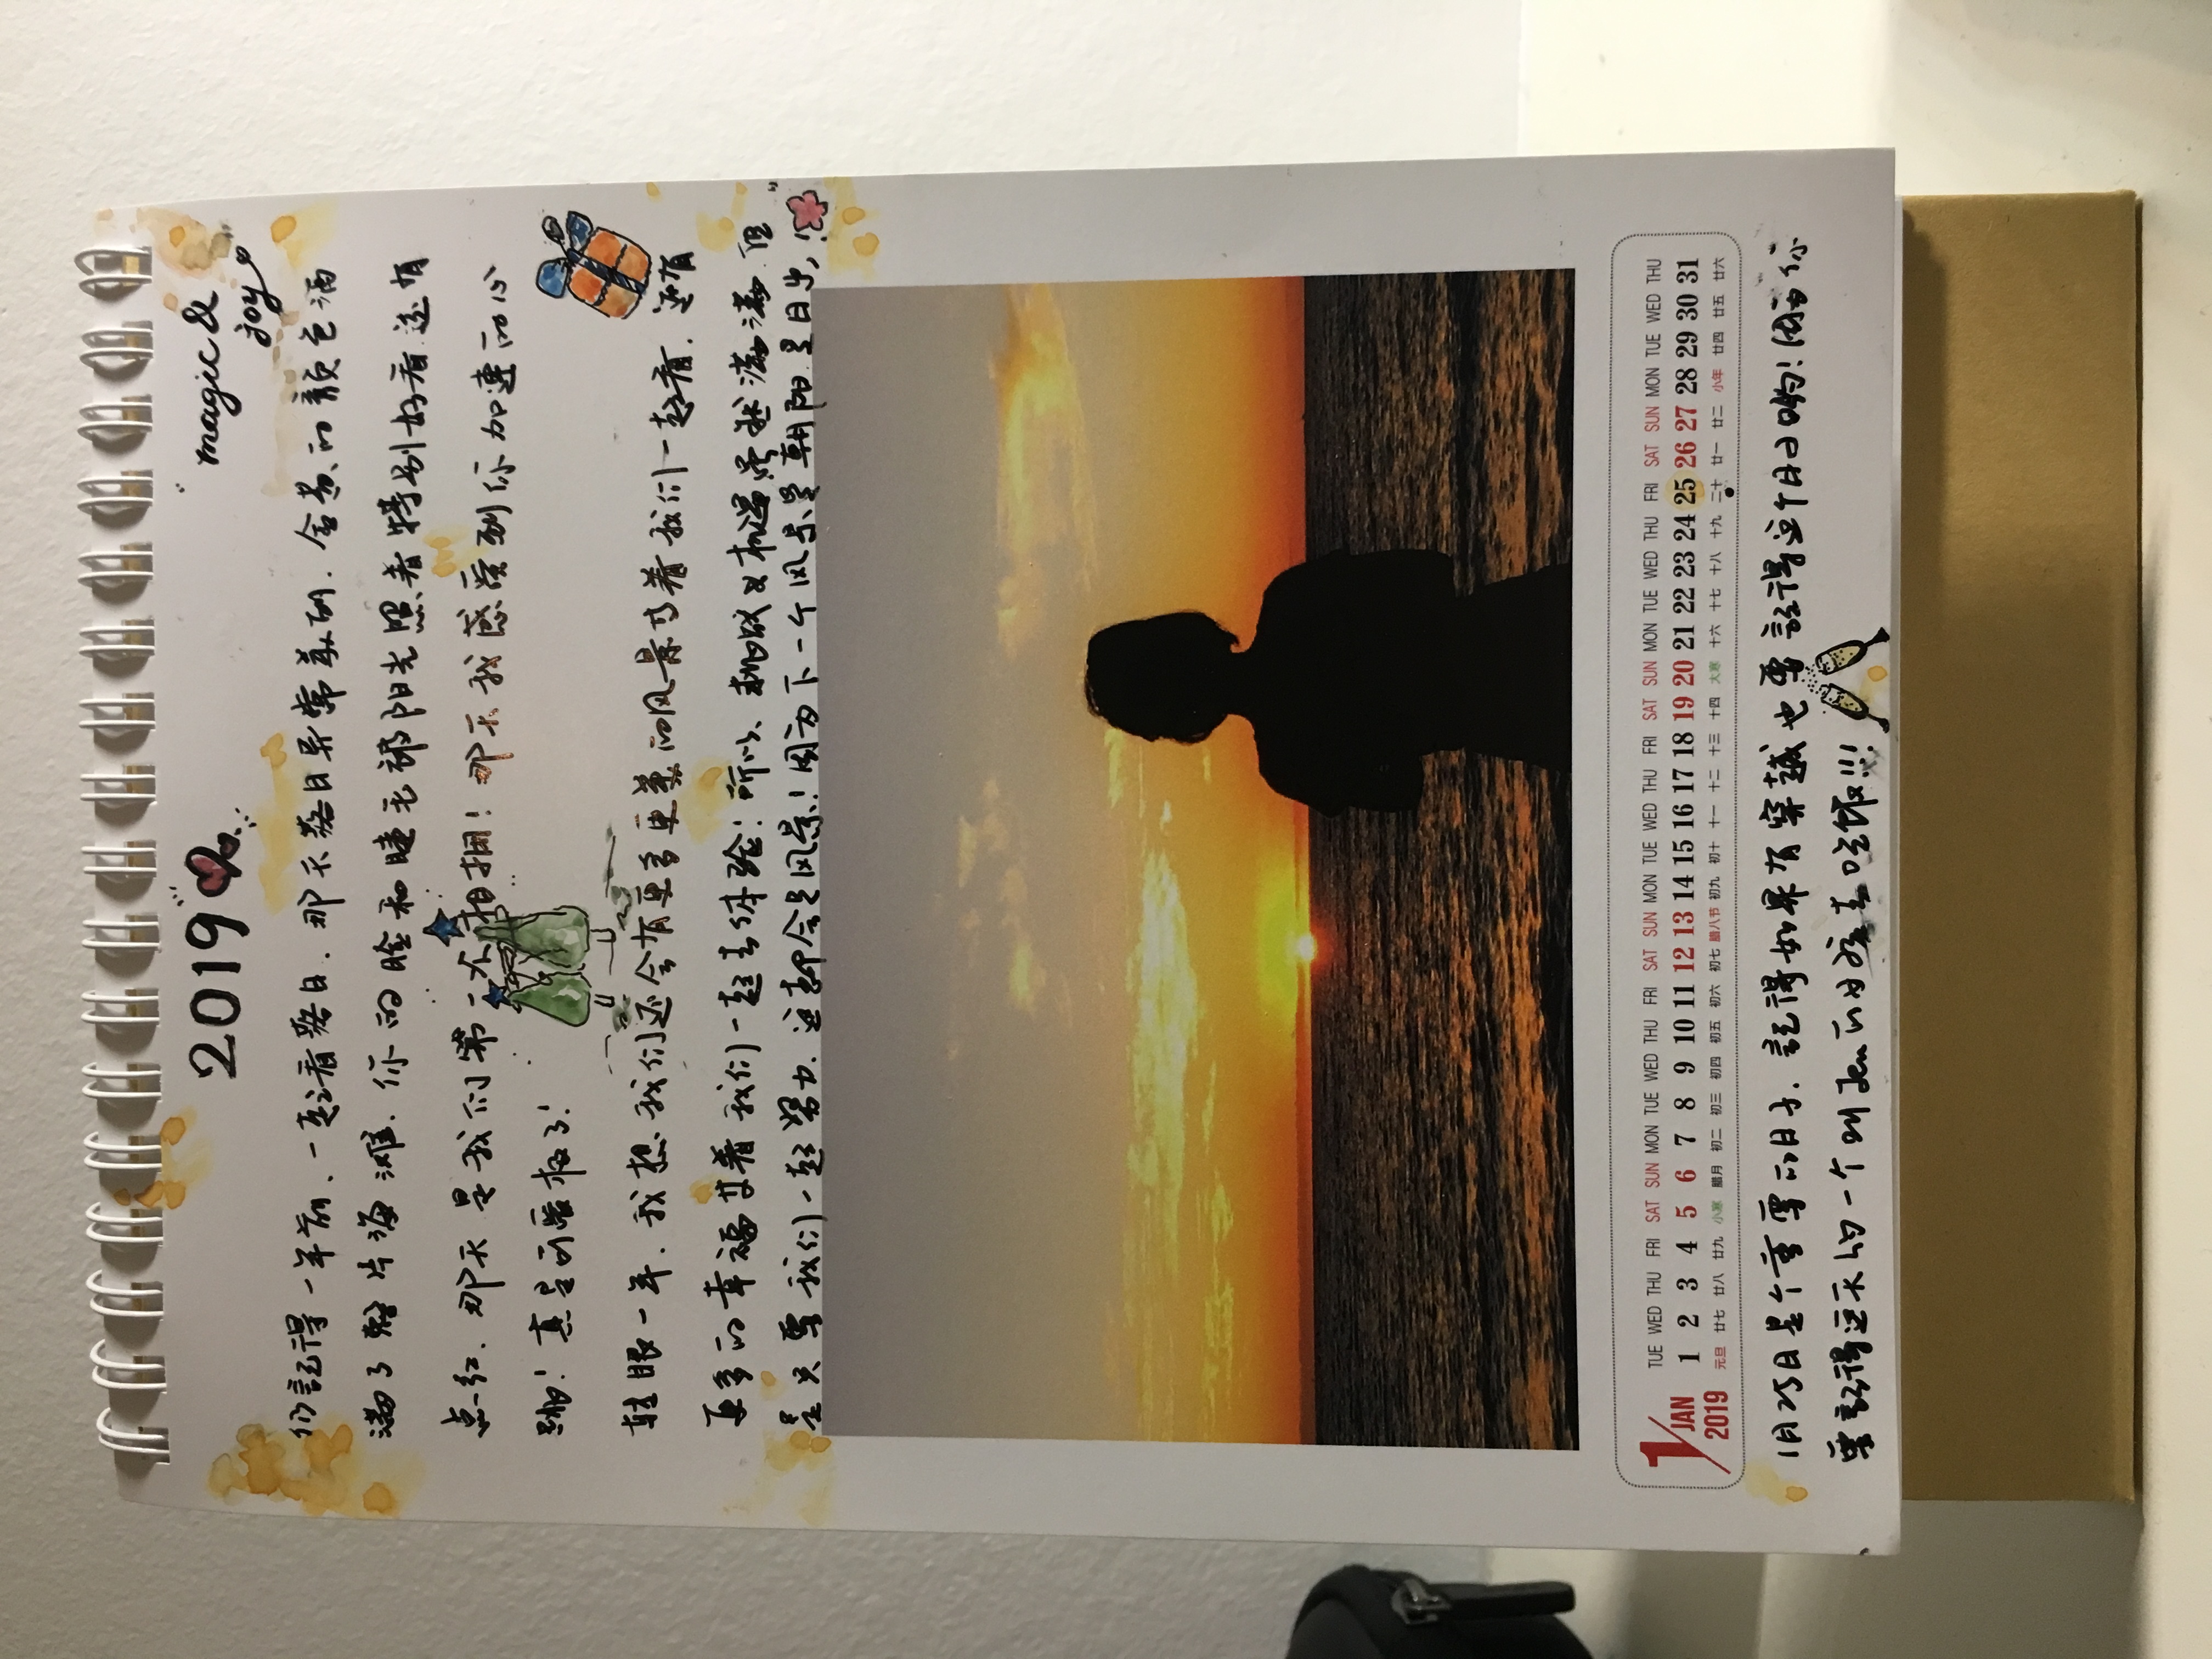 2019
magic &
joy
仍記得一年前、一起看落日。那天落日异常美丽。金黄的颜色洒
满了整片海滩。你的脸和睫毛被阳光照着特别好看还有
点红。那天是我们第一次相拥！那天我感受到你加速的心
跳！真是可爱极了！
转眼一年。我想我们还会有更多更美的风景等着我们一起看。还有
更多的幸福等着我们一起去体验！所以、挑战与机遇虽然满满 但
是只要我们一起努力、这都会是风景！因为下一个风景是朝阳 是日出！
1/JAN
2019
TUE WED THU FRI SAT SUN MON TUE WED THU FRI SAT SUN MON TUE WED THU FRI SAT SUN MON TUE WED THU FRI SAT SUN MON TUE WED THU
1 2 3 4 5 6 7 8 9 10 11 12 13 14 15 16 17 18 19 20 21 22 23 24 25 26 27 28 29 30 31
元旦 廿七 廿八 廿九 小寒 腊月 初二 初三 初四 初五 初六 初七 腊八节 初九 初十 十一 十二 十三 十四 大寒 十六 十七 十八 十九 二十 廿一 廿二 小年 廿四 廿五 廿六
1月25日是个重要的日子。記得如果有穿越也要記得这个日子哟！因为你
要記得这天约一个叫Jen的女孩去吃饭!!!